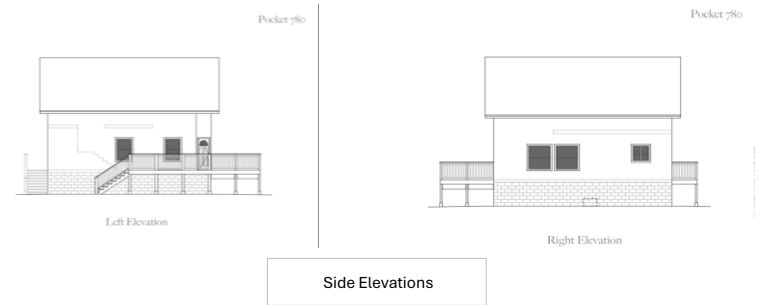 Pocket 780
Pocket 780
Left Elevation
Right Elevation
Side Elevations